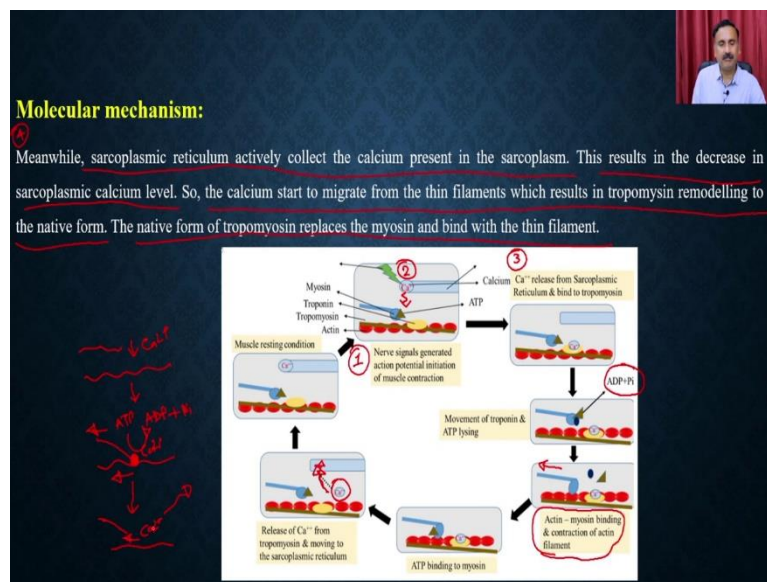 Molecular mechanism:
Meanwhile, sarcoplasmic reticulum actively collect the calcium present in the sarcoplasm. This results in the decrease in
sarcoplasmic calcium level. So, the calcium start to migrate from the thin filaments which results in tropomysin remodelling to
the native form. The native form of tropomyosin replaces the myosin and bind with the thin filament.
Myosin
Troponin
Tropomyosin
Actin
Calcium
ATP
2
3
Ca++ release from Sarcoplasmic
Reticulum & bind to tropomyosin
Muscle resting condition
1
Nerve signals generated
action potential initiation
of muscle contraction
ADP+Pi
Movement of troponin &
ATP lysing
Actin – myosin binding
& contraction of actin
filament
ATP binding to myosin
Release of Ca++ from
tropomyosin & moving to
the sarcoplasmic reticulum
ATP
ADP + Pi